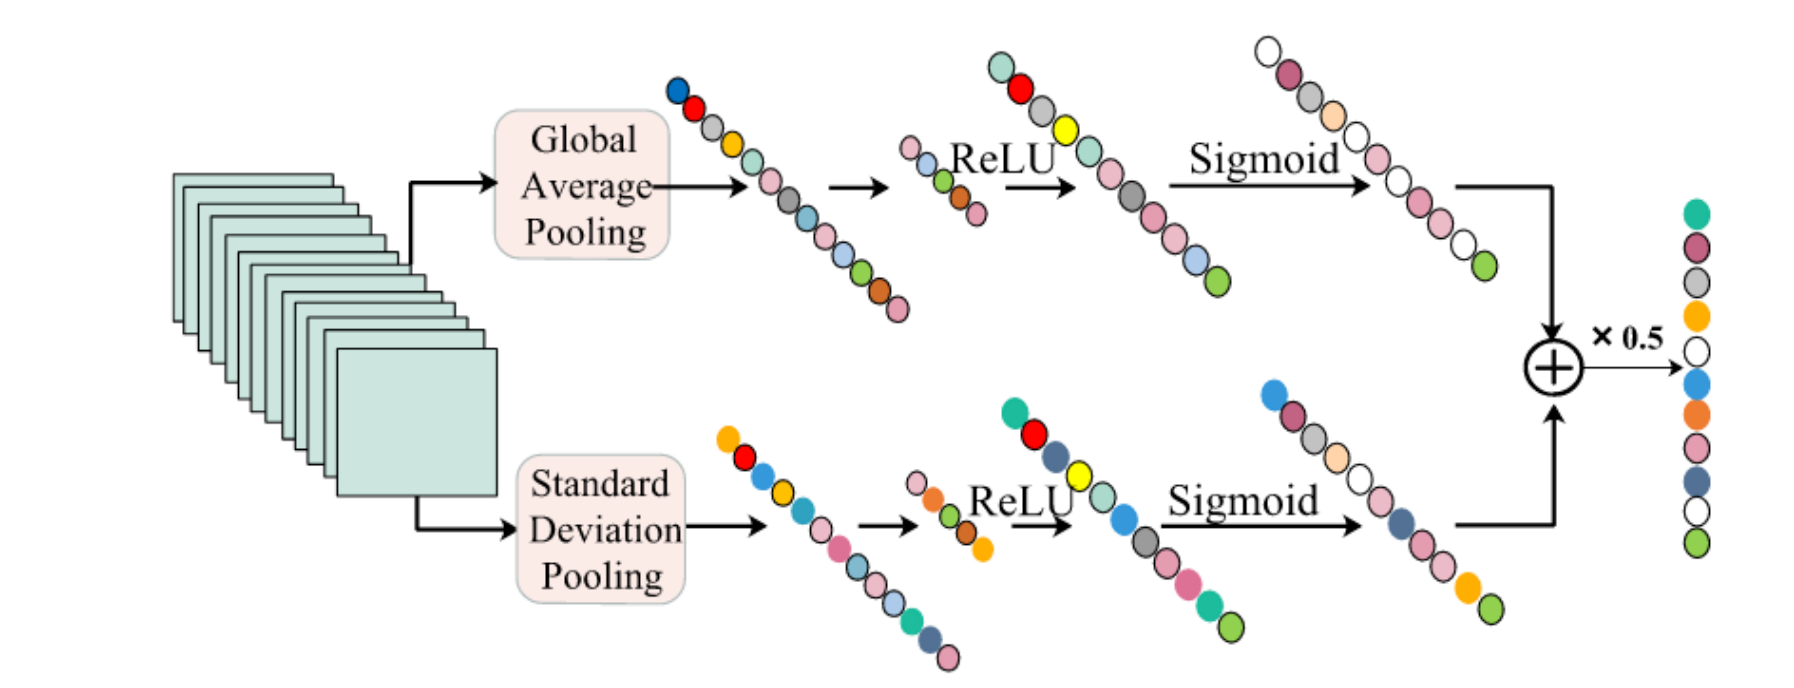 Global
Average
Pooling
ReLU
Sigmoid
× 0.5
Standard
Deviation
Pooling
ReLU
Sigmoid